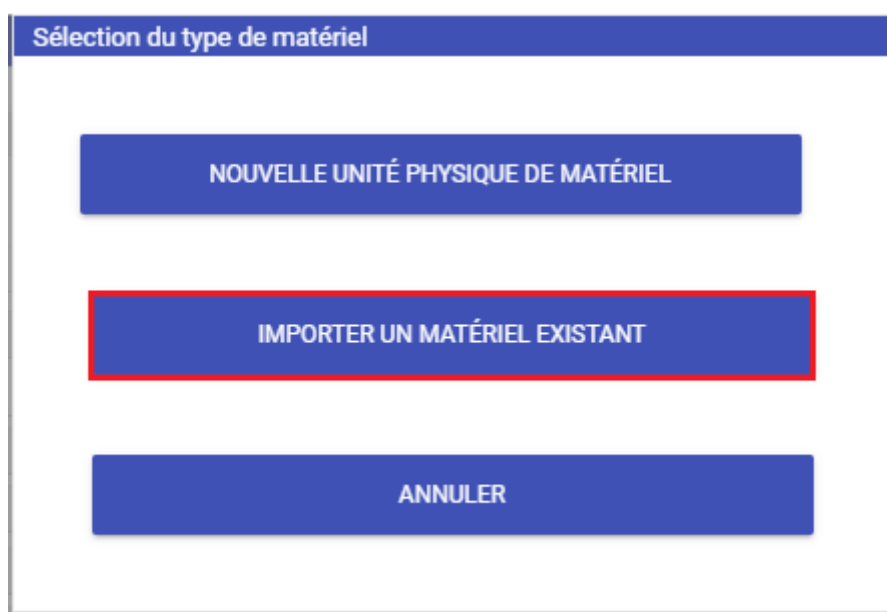 Sélection du type de matériel
NOUVELLE UNITÉ PHYSIQUE DE MATÉRIEL
IMPORTER UN MATÉRIEL EXISTANT
ANNULER